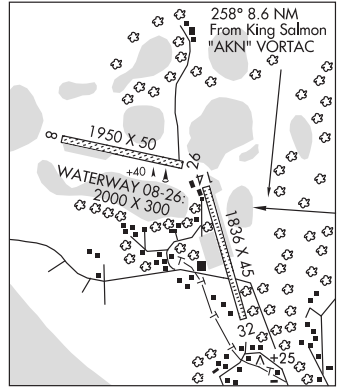 258° 8.6 NM
From King Salmon
"AKN" VORTAC
8
1950 X 50
26
+40
WATERWAY 08-26:
2000 X 300
1836 X 45
32
+25